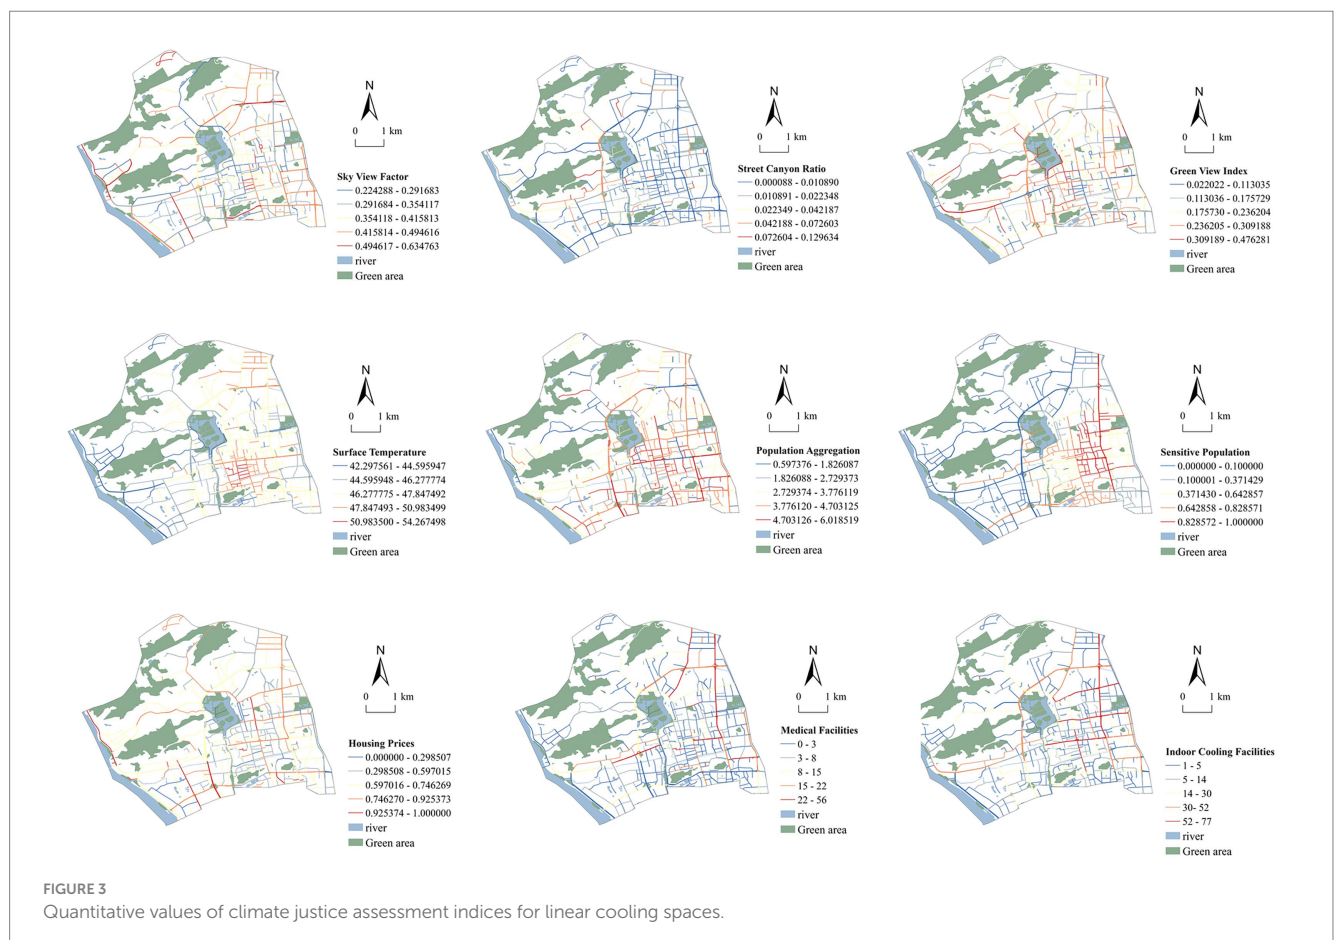 N
0 1 km
Sky View Factor
0.224288 - 0.291683
0.291684 - 0.354117
0.354118 - 0.415813
0.415814 - 0.494616
0.494617 - 0.634763
river
Green area
N
0 1 km
Street Canyon Ratio
0.000088 - 0.010890
0.010891 - 0.022348
0.022349 - 0.042187
0.042188 - 0.072603
0.072604 - 0.129634
river
Green area
N
0 1 km
Green View Index
0.022022 - 0.113035
0.113036 - 0.175729
0.175730 - 0.236204
0.236205 - 0.309188
0.309189 - 0.476281
river
Green area
N
0 1 km
Surface Temperature
42.297561 - 44.595947
44.595948 - 46.277774
46.277775 - 47.847492
47.847493 - 50.983499
50.983500 - 54.267498
river
Green area
N
0 1 km
Population Aggregation
0.597376 - 1.826087
1.826088 - 2.729373
2.729374 - 3.776119
3.776120 - 4.703125
4.703126 - 6.018519
river
Green area
N
0 1 km
Sensitive Population
0.000000 - 0.100000
0.100001 - 0.371429
0.371430 - 0.642857
0.642858 - 0.828571
0.828572 - 1.000000
river
Green area
N
0 1 km
Housing Prices
0.000000 - 0.298507
0.298508 - 0.597015
0.597016 - 0.746269
0.746270 - 0.925373
0.925374 - 1.000000
river
Green area
N
0 1 km
Medical Facilities
0 - 3
3 - 8
8 - 15
15 - 22
22 - 56
river
Green area
N
0 1 km
Indoor Cooling Facilities
1 - 5
5 - 14
14 - 30
30- 52
52 - 77
river
Green area
FIGURE 3
Quantitative values of climate justice assessment indices for linear cooling spaces.